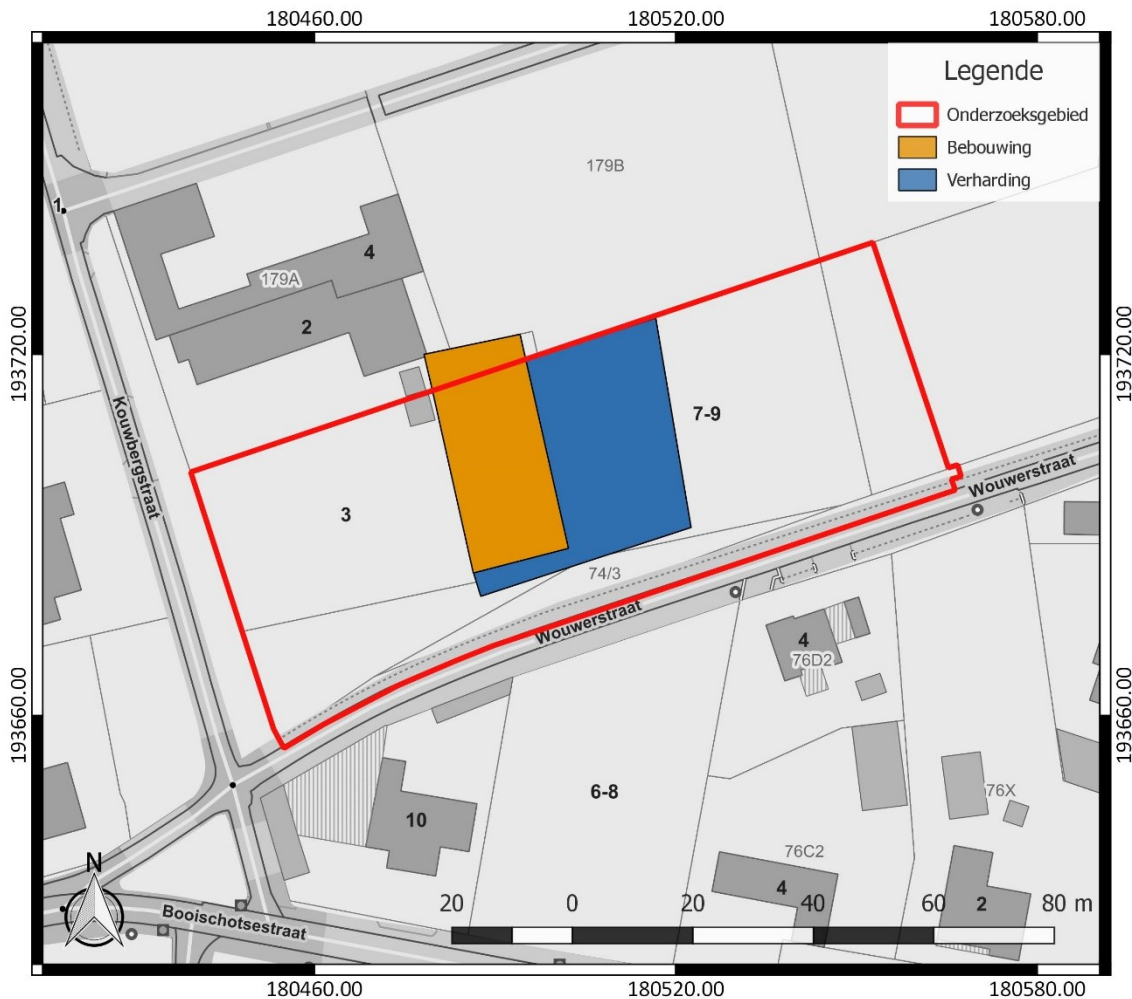 180460.00 180520.00 180580.00
Legende
Onderzoeksgebied
Bebouwing
Verharding
179B
1
4
179A
2
193720.00 193720.00
7-9
Kouwbergstraat
3
Wouwerstraat
74/3
Wouwerstraat
4
76D2
193660.00 193660.00
6-8
76X
10
76C2
N
4
2
20 0 20 40 60 80 m
Booischotsestraat
180460.00 180520.00 180580.00